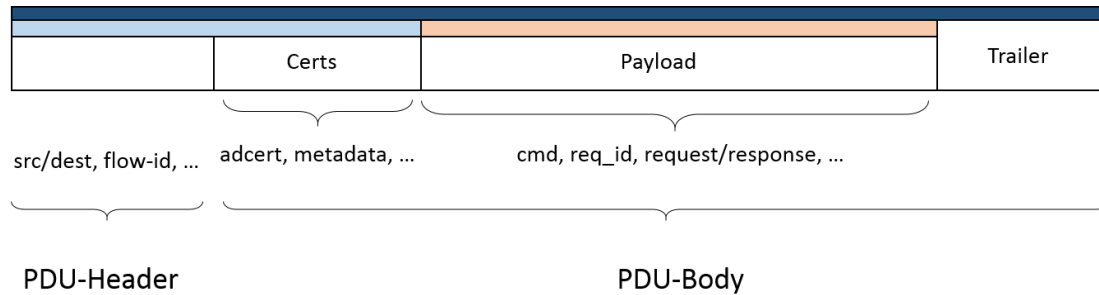 Certs Payload Trailer
src/dest, flow-id, ... adcert, metadata, ... cmd, req_id, request/response, ...
PDU-Header PDU-Body